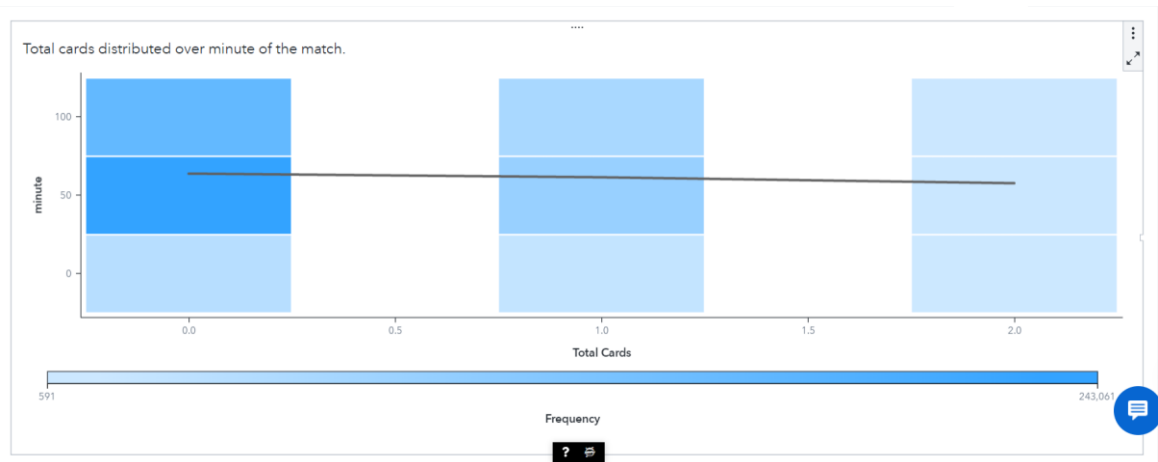 Total cards distributed over minute of the match.
100
50
0
minute
0.0 0.5 1.0 1.5 2.0
Total Cards
591 243,061
Frequency
?